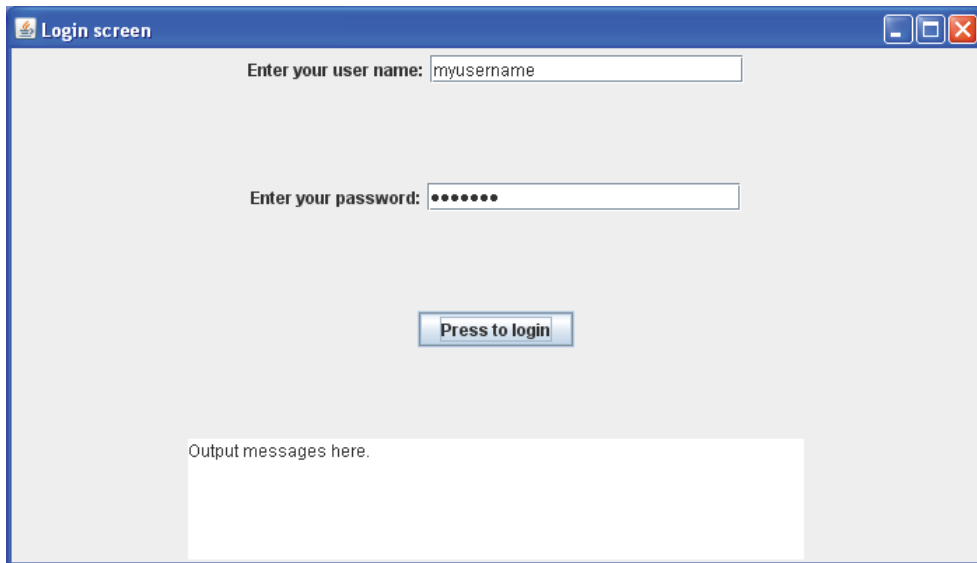 Login screen
Enter your user name: myusername
Enter your password: •••••••
Press to login
Output messages here.